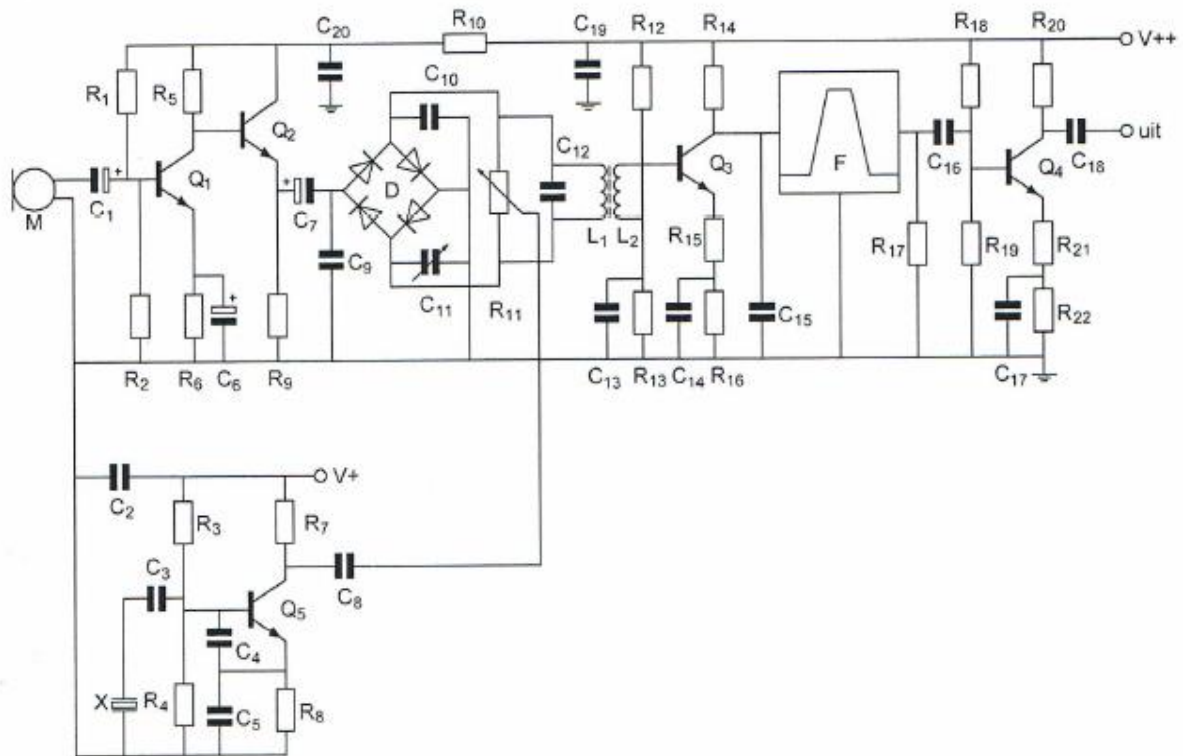 C20 R10 C19 R12 R14 R18 R20
V++
R1 R5 C10
Q2 C12 Q3 F C16 Q4 C18 uit
M C1 + Q1 + C7 D
C9 L1 L2 R15 R17 R19 R21
+ C11 R11 C15 R22
R2 R6 C6 R9 C13 R13 C14 R16 C17
V+
C2 R3 R7
C3 C8
Q5
C4
X R4 C5 R8